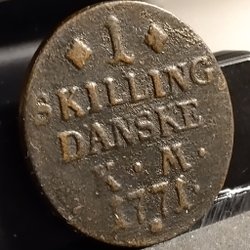 1
SKILLING
DANSKE
K. M.
1771